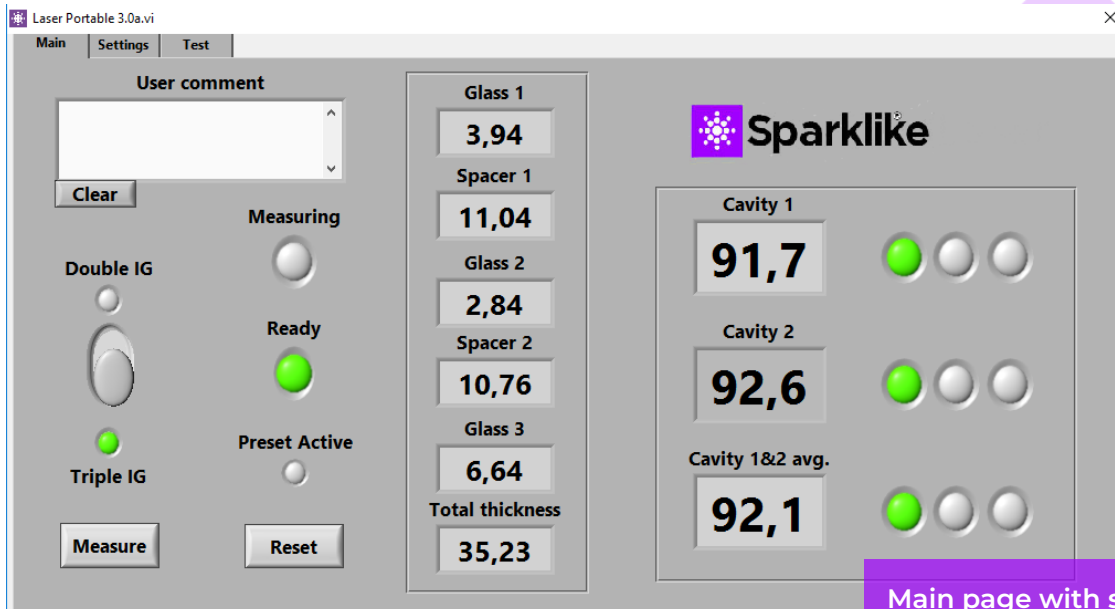 Laser Portable 3.0a.vi
Main Settings Test
User comment
Clear
Measuring
Double IG
Ready
Preset Active
Triple IG
Measure
Reset
Glass 1
3,94
Spacer 1
11,04
Glass 2
2,84
Spacer 2
10,76
Glass 3
6,64
Total thickness
35,23
Sparklike®
Cavity 1
91,7
Cavity 2
92,6
Cavity 1&2 avg.
92,1
Main page with s